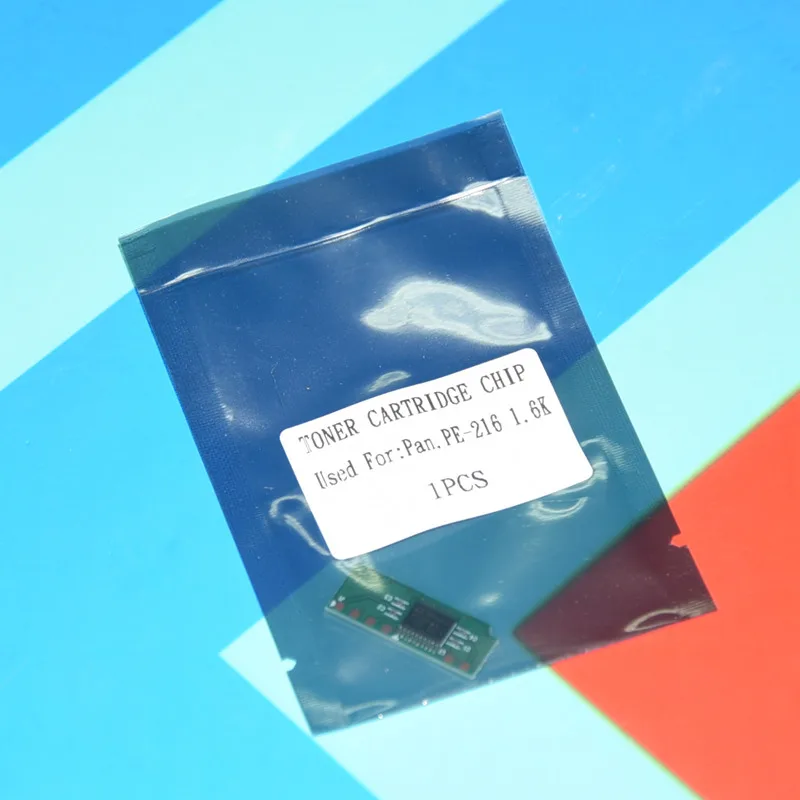 TONER CARTRIDGE CHIP
Used For:Pan.PE-216 1.6K
1PCS